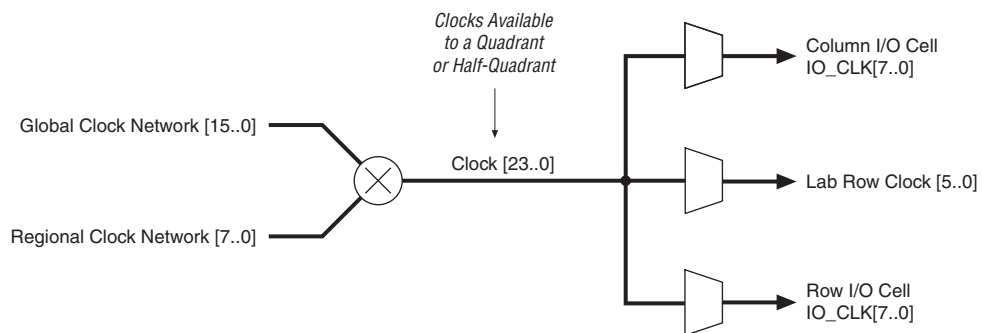 Clocks Available
to a Quadrant
or Half-Quadrant
Column I/O Cell
IO_CLK[7..0]
Global Clock Network [15..0]
Clock [23..0]
Lab Row Clock [5..0]
Regional Clock Network [7..0]
Row I/O Cell
IO_CLK[7..0]